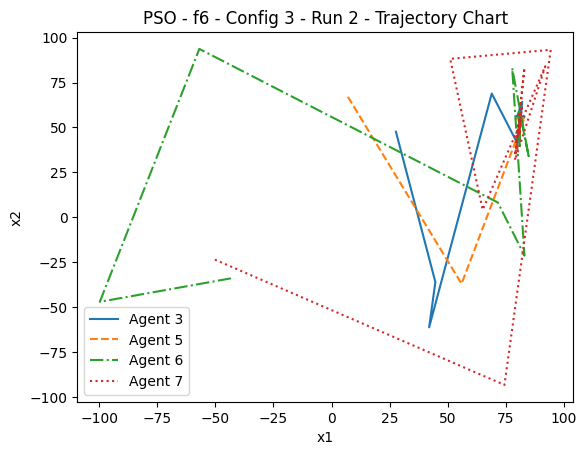 PSO - f6 - Config 3 - Run 2 - Trajectory Chart
100
75
50
25
0
−25
−50
−75
−100
x2
Agent 3
Agent 5
Agent 6
Agent 7
−100 −75 −50 −25 0 25 50 75 100
x1